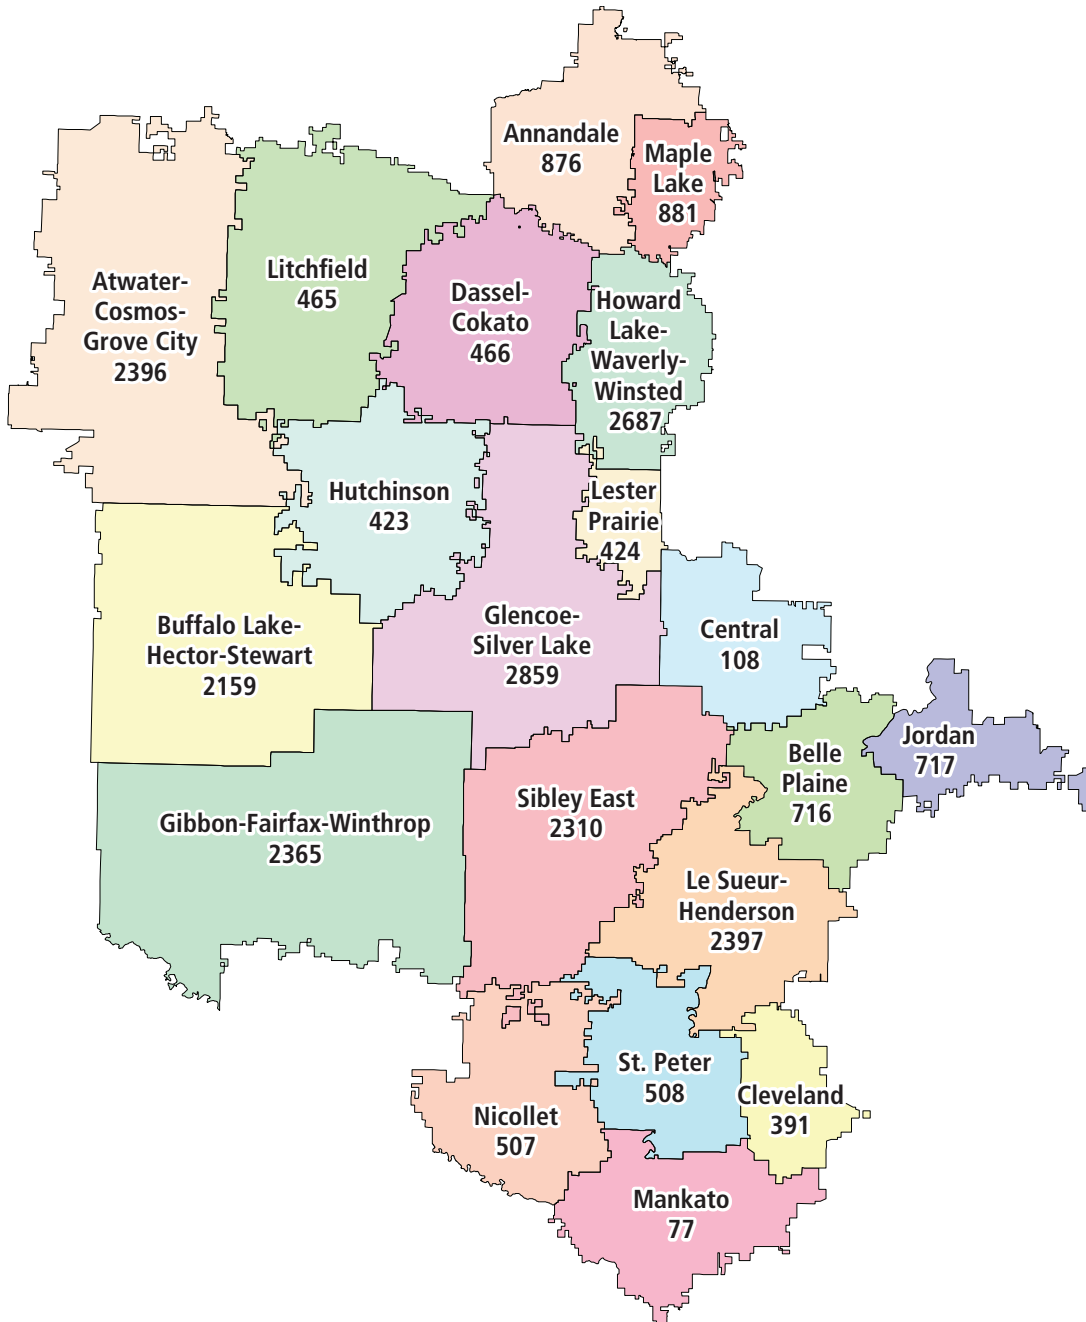 Annandale
876
Maple
Lake
881
Litchfield
465
Atwater-
Cosmos-
Grove City
2396
Dassel-
Cokato
466
Howard
Lake-
Waverly-
Winsted
2687
Hutchinson
423
Lester
Prairie
424
Buffalo Lake-
Hector-Stewart
2159
Glencoe-
Silver Lake
2859
Central
108
Jordan
717
Belle
Plaine
716
Sibley East
2310
Gibbon-Fairfax-Winthrop
2365
Le Sueur-
Henderson
2397
St. Peter
508
Cleveland
391
Nicollet
507
Mankato
77